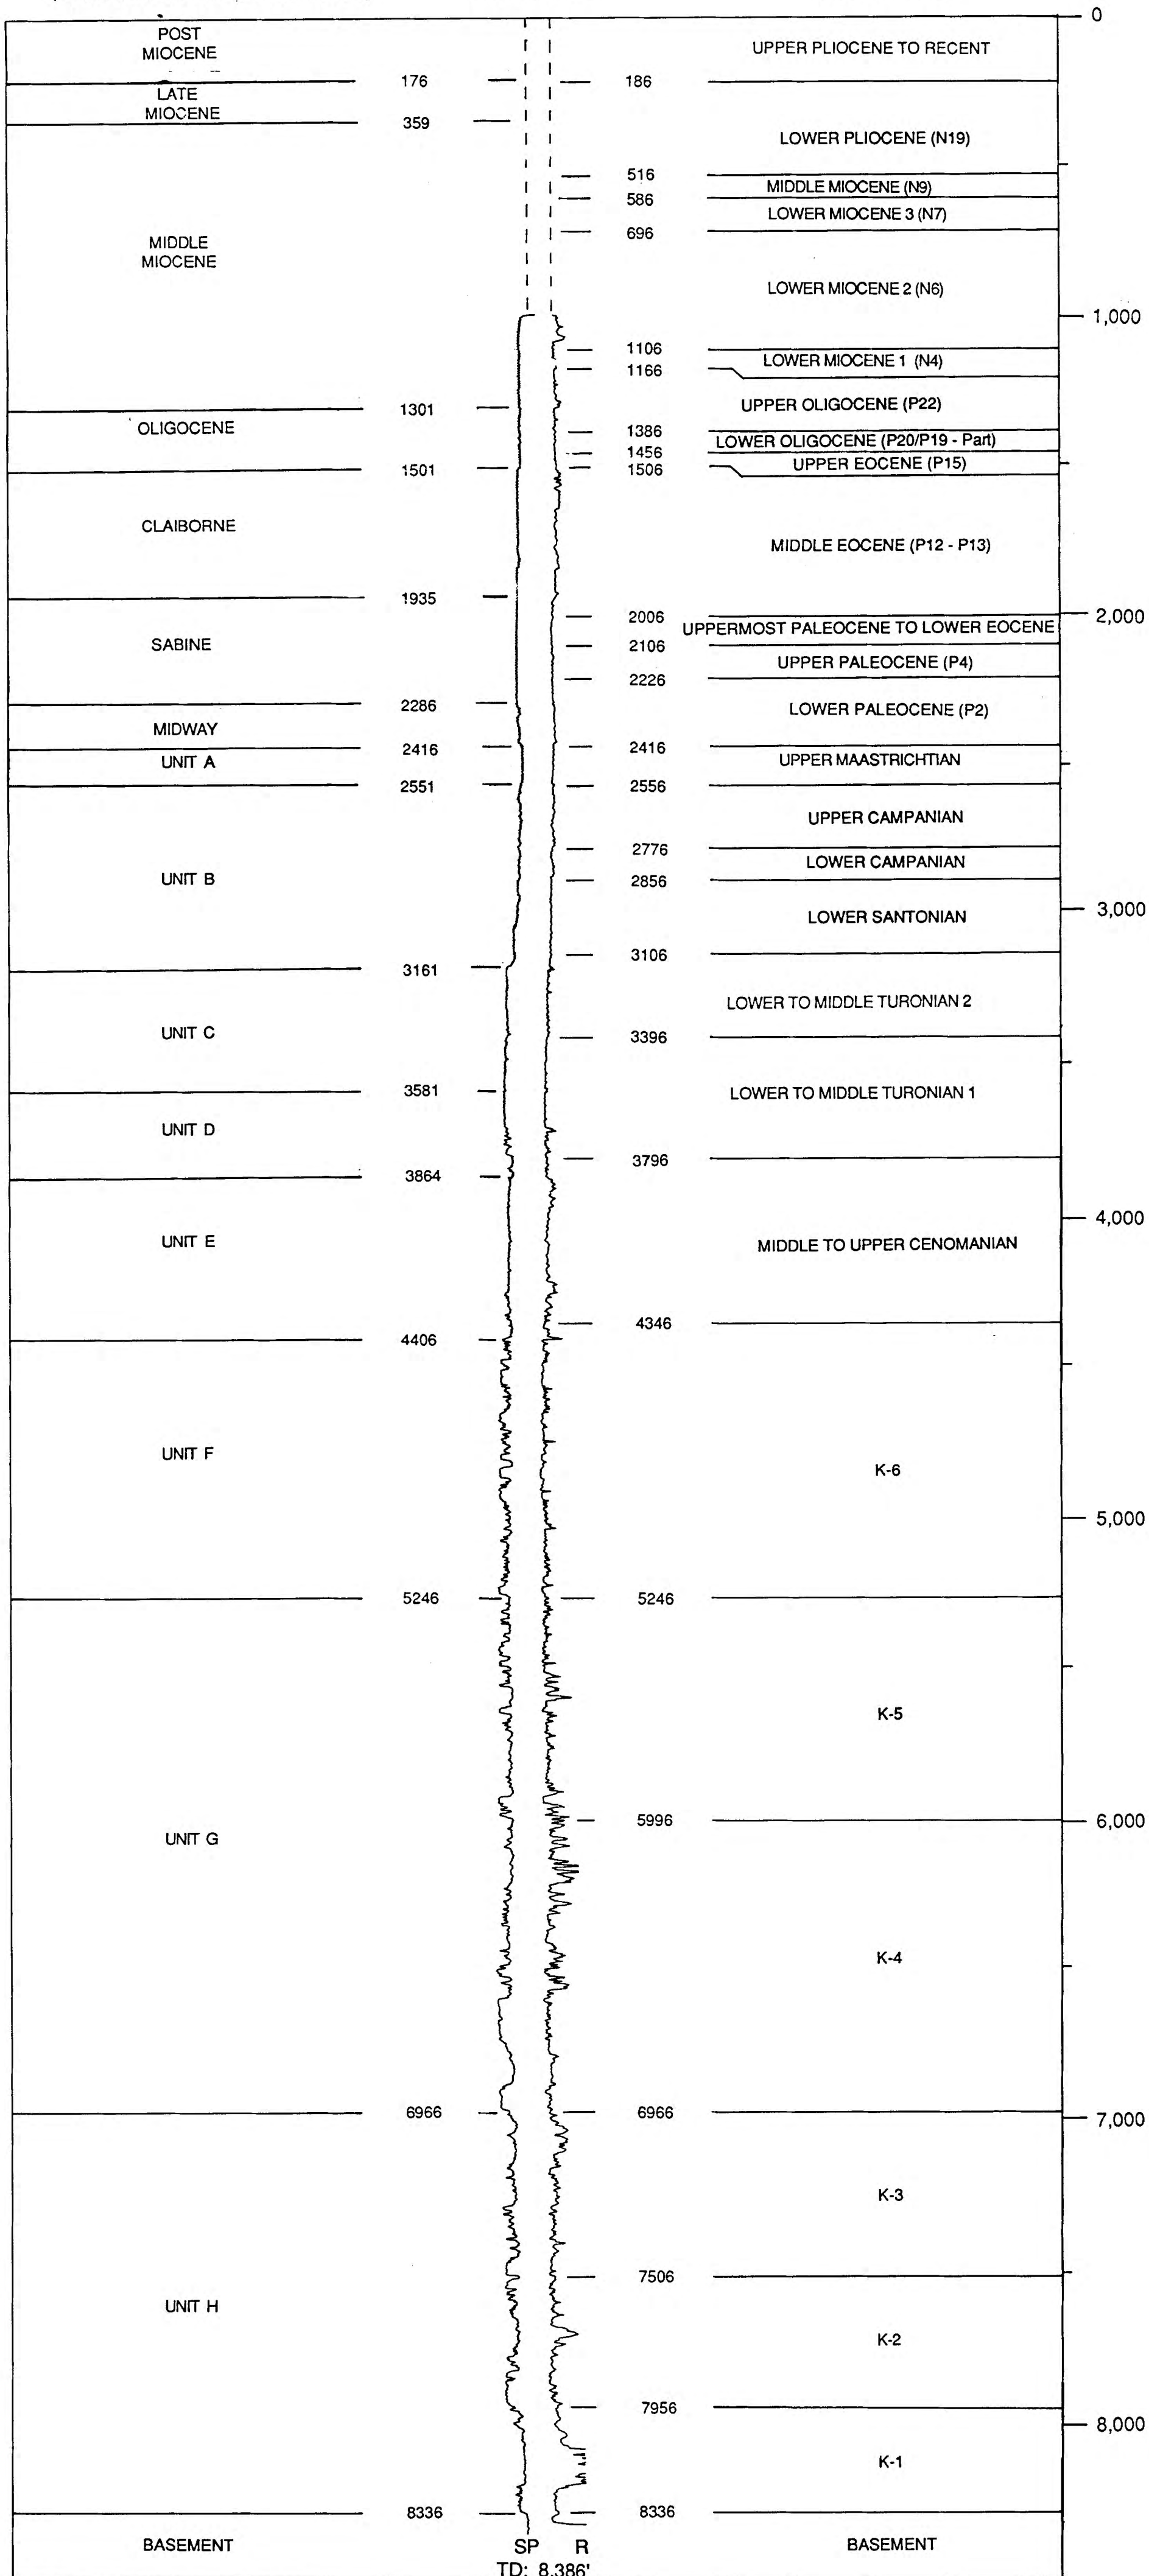 0
POST
MIOCENE
UPPER PLIOCENE TO RECENT
176
186
LATE
MIOCENE
359
LOWER PLIOCENE (N19)
516
MIDDLE MIOCENE (N9)
586
LOWER MIOCENE 3 (N7)
696
MIDDLE
MIOCENE
LOWER MIOCENE 2 (N6)
1,000
1106
LOWER MIOCENE 1 (N4)
1166
1301
UPPER OLIGOCENE (P22)
OLIGOCENE
1386
LOWER OLIGOCENE (P20/P19 - Part)
1456
UPPER EOCENE (P15)
1501
1506
CLAIBORNE
MIDDLE EOCENE (P12 - P13)
1935
2006
2,000
UPPERMOST PALEOCENE TO LOWER EOCENE
SABINE
2106
UPPER PALEOCENE (P4)
2226
2286
LOWER PALEOCENE (P2)
MIDWAY
2416
2416
UNIT A
UPPER MAASTRICHTIAN
2551
2556
UPPER CAMPANIAN
2776
LOWER CAMPANIAN
UNIT B
2856
3,000
LOWER SANTONIAN
3106
3161
LOWER TO MIDDLE TURONIAN 2
UNIT C
3396
3581
LOWER TO MIDDLE TURONIAN 1
UNIT D
3796
3864
4,000
UNIT E
MIDDLE TO UPPER CENOMANIAN
4346
4406
UNIT F
K-6
5,000
5246
5246
K-5
5996
6,000
UNIT G
K-4
6966
6966
7,000
K-3
7506
UNIT H
K-2
7956
8,000
K-1
8336
8336
BASEMENT
SP
R
BASEMENT
TD: 8,386'